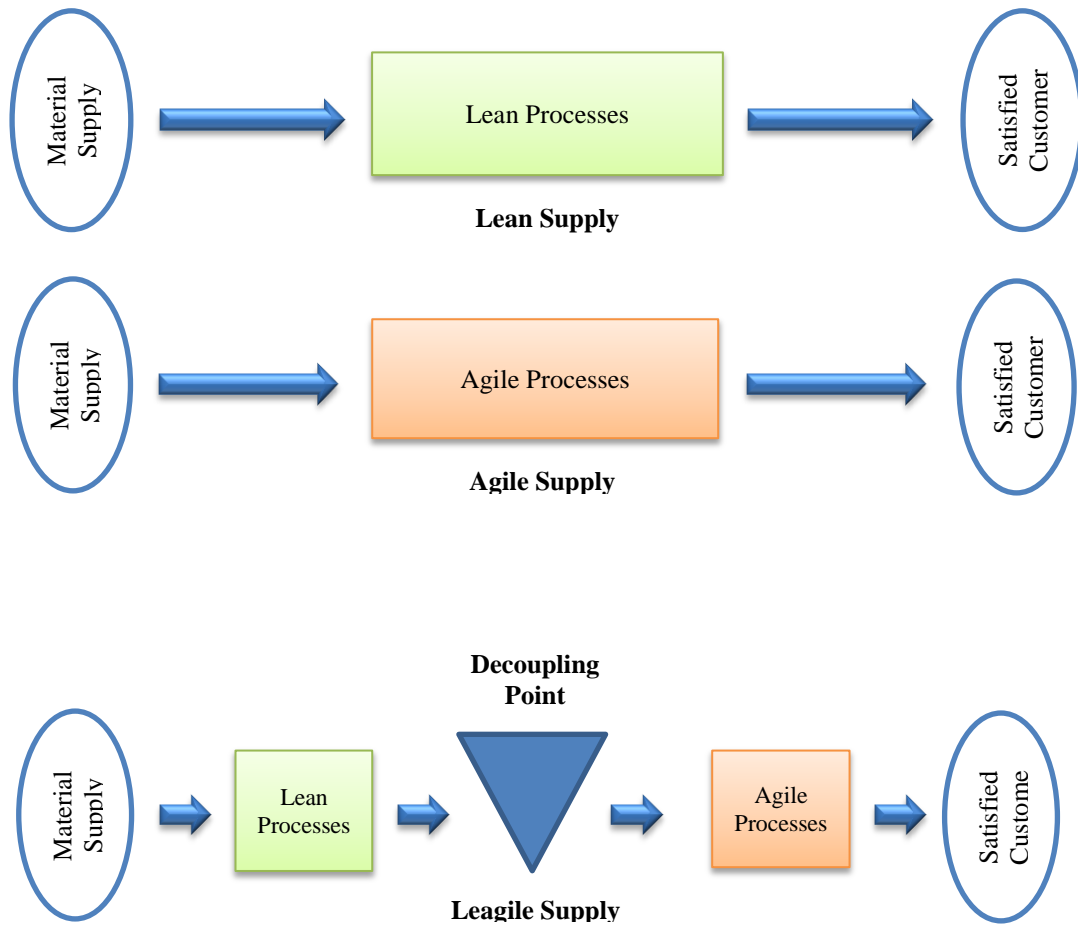 Material
Supply
Lean Processes
Satisfied
Customer
Lean Supply
Material
Supply
Agile Processes
Satisfied
Customer
Agile Supply
Decoupling
Point
Material
Supply
Lean
Processes
Agile
Processes
Satisfied
Custome
Leagile Supply